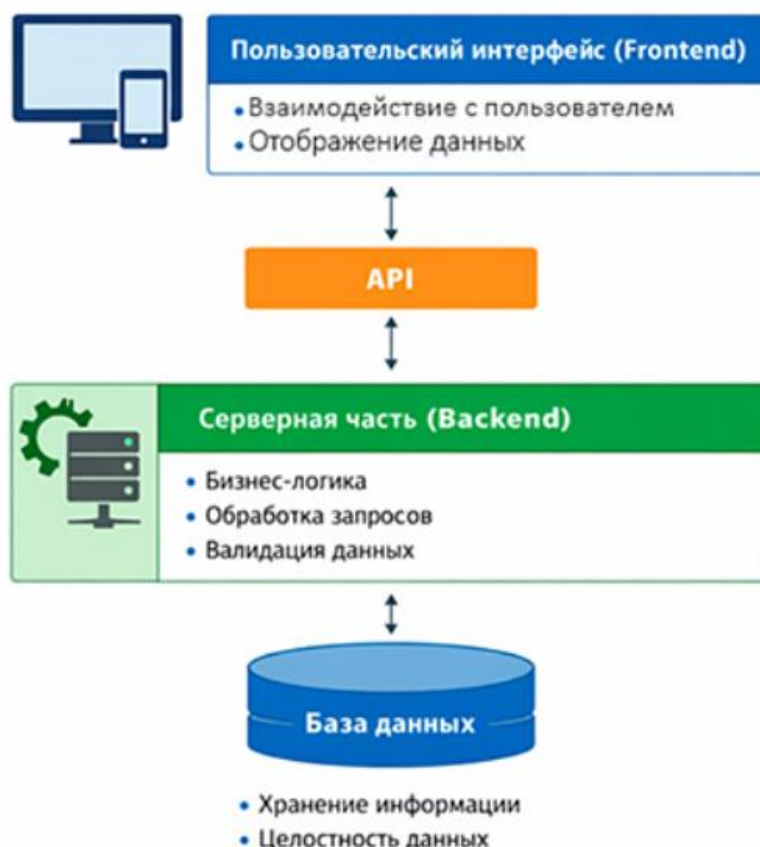 Пользовательский интерфейс (Frontend)
Взаимодействие с пользователем
Отображение данных
API
Серверная часть (Backend)
Бизнес-логика
Обработка запросов
Валидация данных
База данных
Хранение информации
Целостность данных